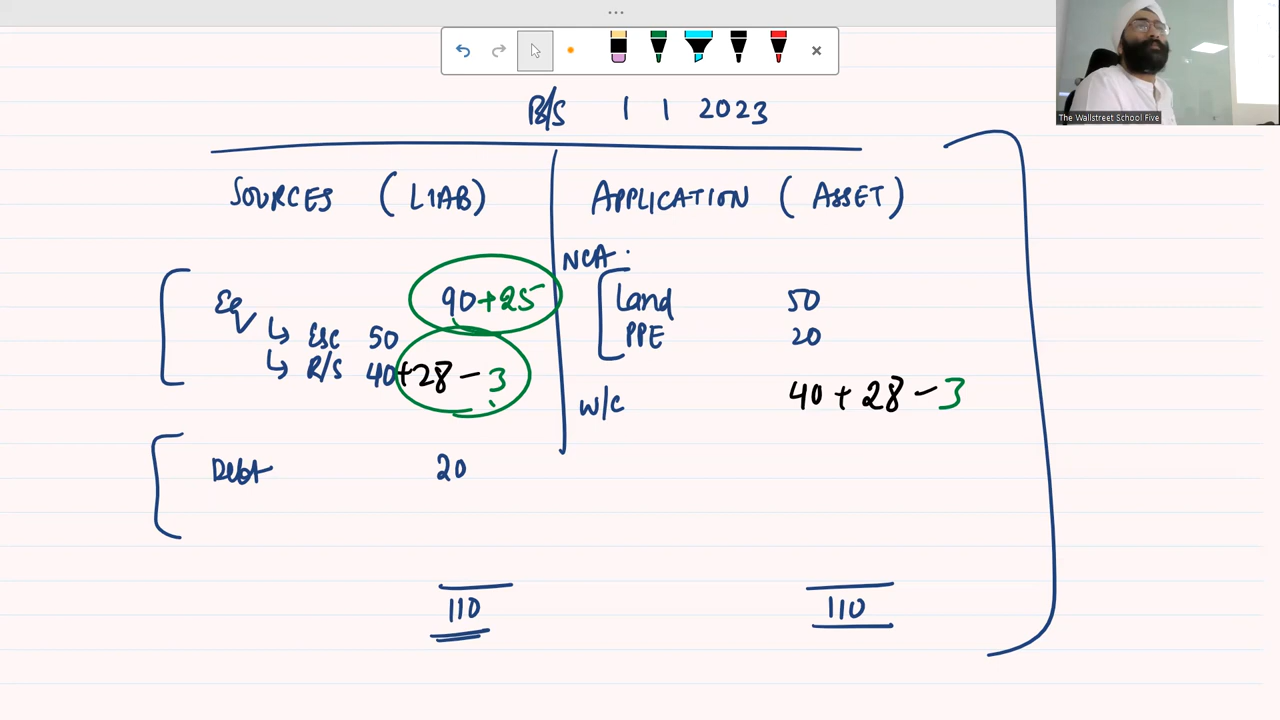 B/S 1 1 2023
SOURCES (LIAB)
APPLICATION (ASSET)
NCA
Eq 90+25
↳ ESC 50
↳ R/S 40+28-3
Land 50
PPE 20
W/C 40+28-3
Debt 20
110
110
The Wallstreet School Five